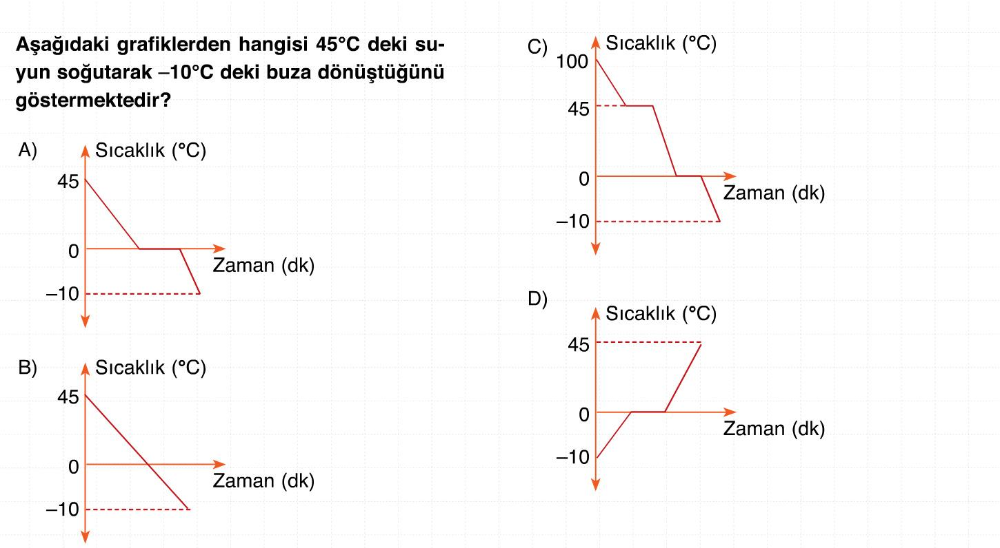 Aşağıdaki grafiklerden hangisi 45°C deki su-
yun soğutarak –10°C deki buza dönüştüğünü
göstermektedir?
A)
Sıcaklık (°C)
45
0
Zaman (dk)
–10
B)
Sıcaklık (°C)
45
0
Zaman (dk)
–10
C)
Sıcaklık (°C)
100
45
0
Zaman (dk)
–10
D)
Sıcaklık (°C)
45
0
Zaman (dk)
–10